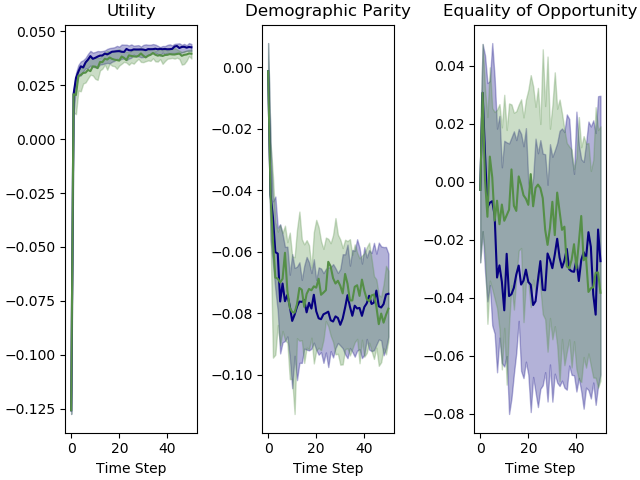 Utility
0.050
0.025
0.000
−0.025
−0.050
−0.075
−0.100
−0.125
0 20 40
Time Step
Demographic Parity
0.00
−0.02
−0.04
−0.06
−0.08
−0.10
0 20 40
Time Step
Equality of Opportunity
0.04
0.02
0.00
−0.02
−0.04
−0.06
−0.08
0 20 40
Time Step